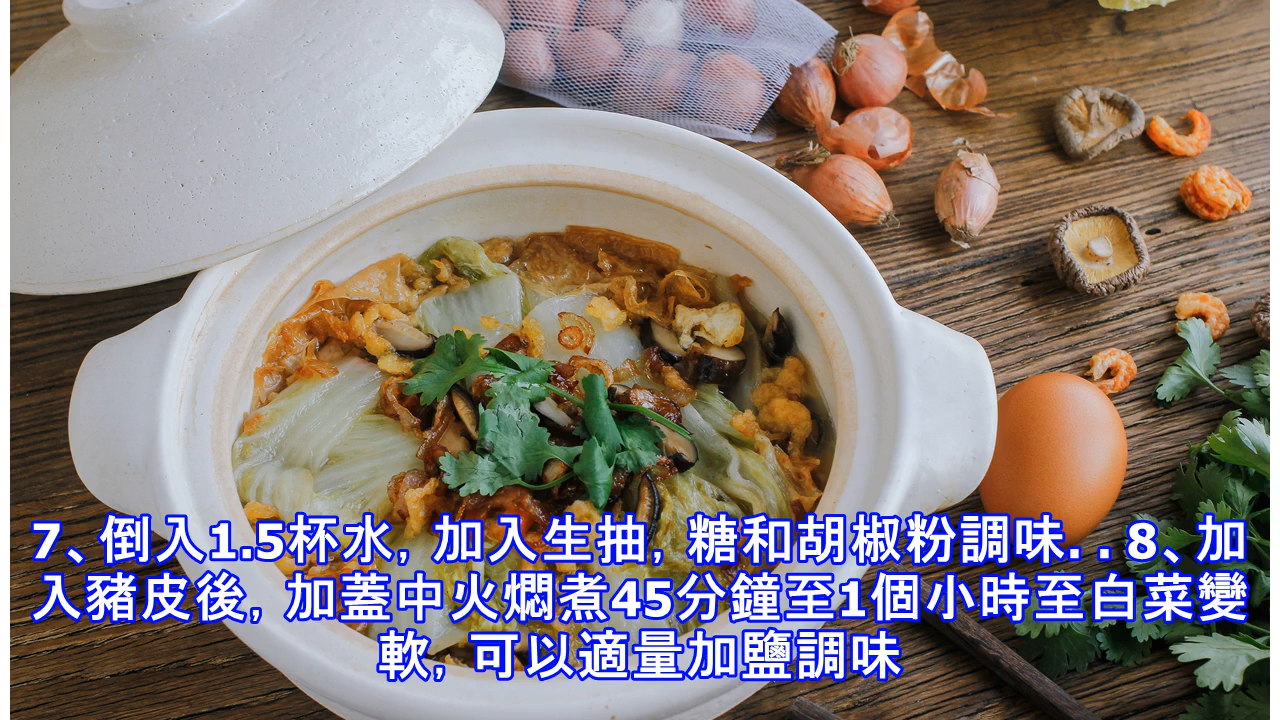 7、倒入1.5杯水, 加入生抽, 糖和胡椒粉調味. . 8、加
入豬皮後, 加蓋中火燜煮45分鐘至1個小時至白菜變
軟, 可以適量加鹽調味